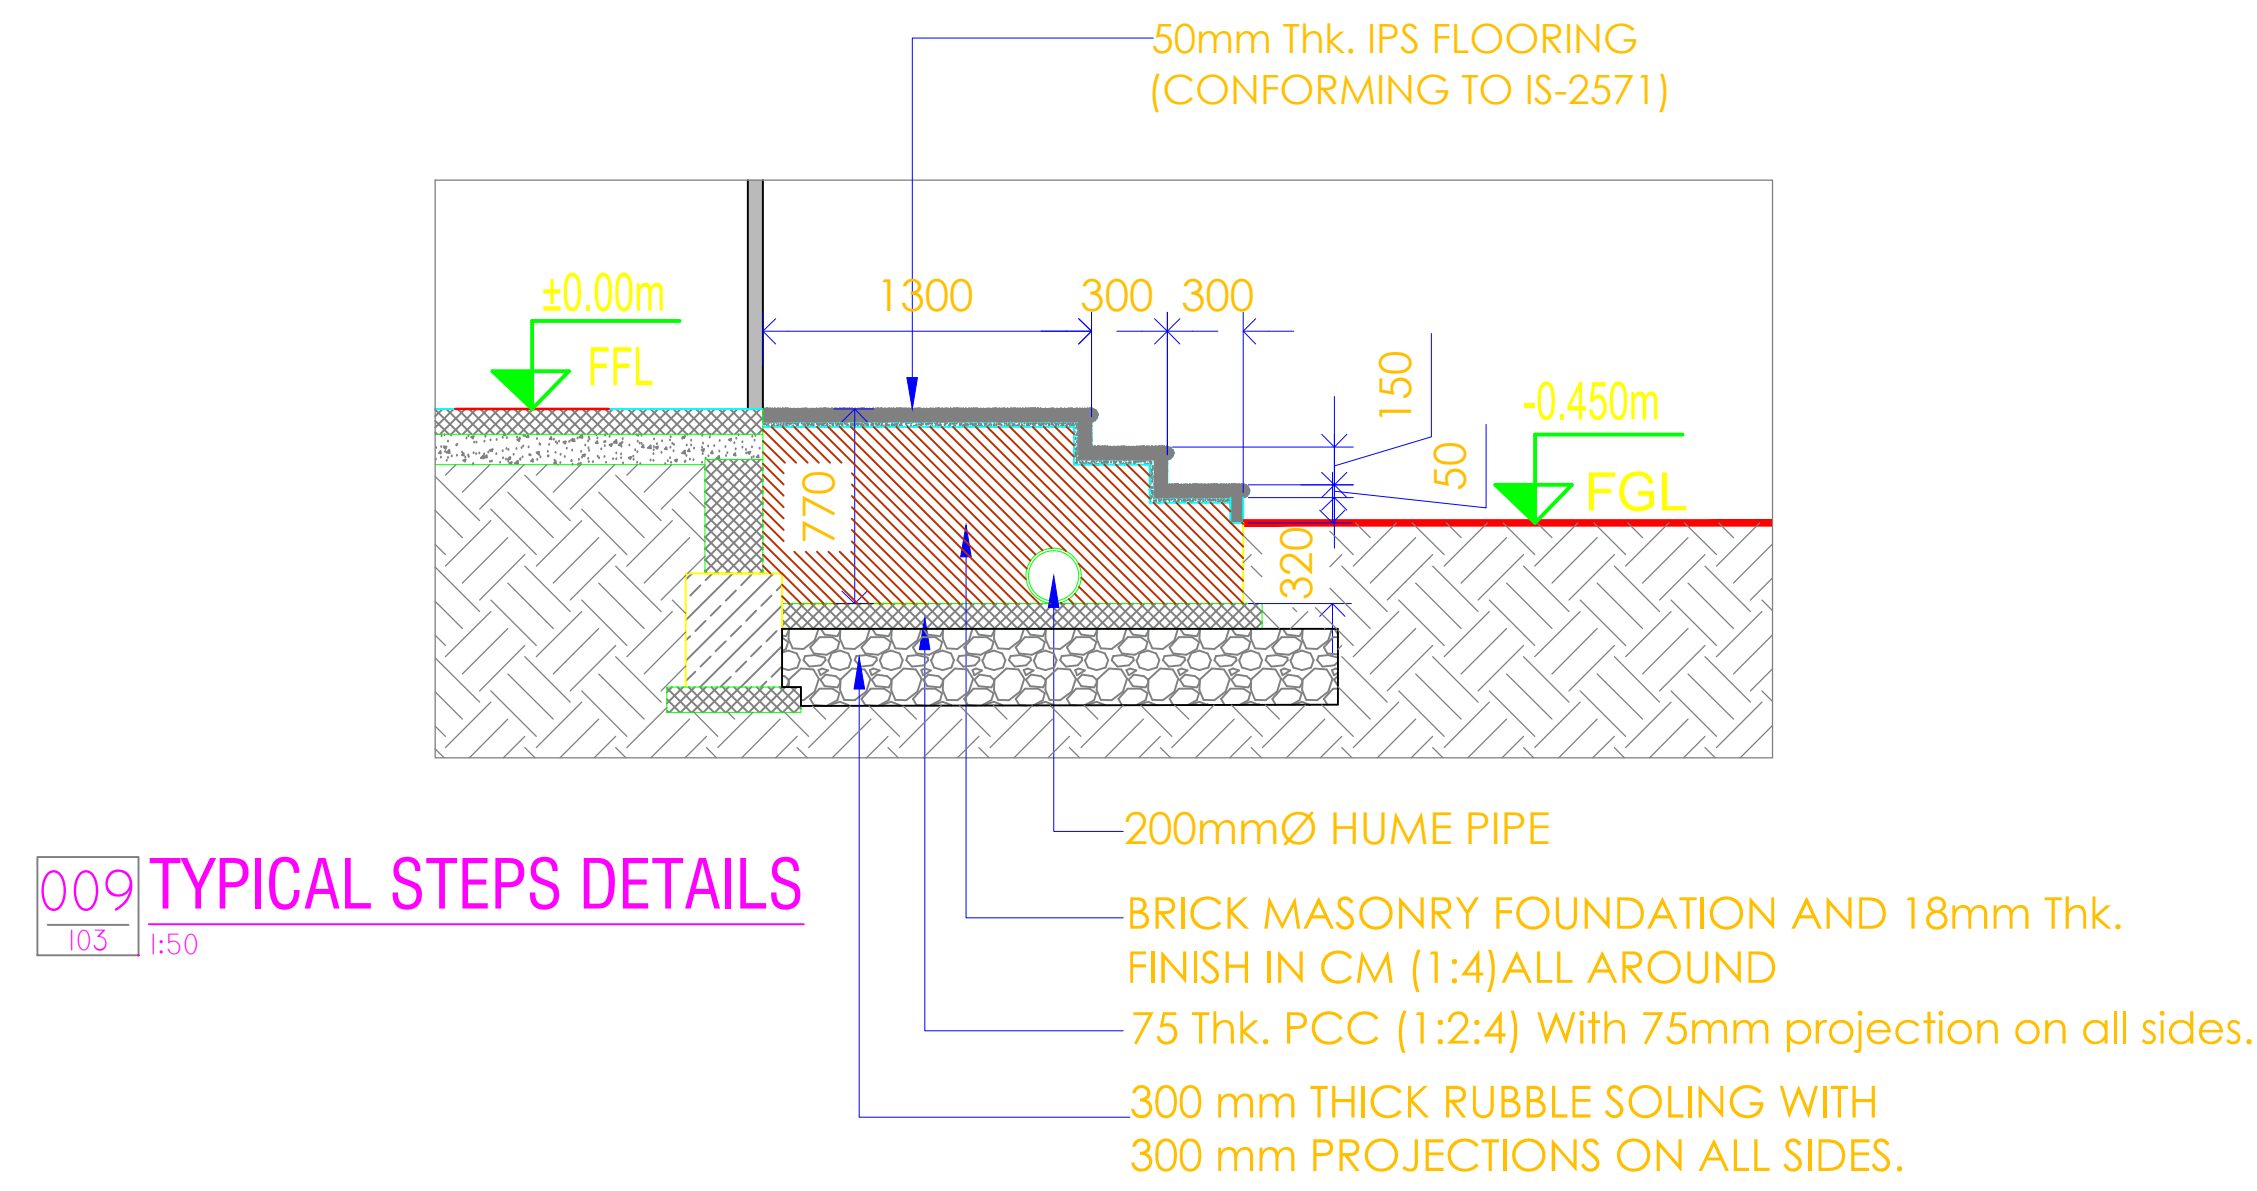 50mm Thk. IPS FLOORING
(CONFORMING TO IS-2571)
±0.00m
FFL
1300
300
300
150
50
-0.450m
FGL
770
320
200mmØ HUME PIPE
BRICK MASONRY FOUNDATION AND 18mm Thk.
FINISH IN CM (1:4)ALL AROUND
75 Thk. PCC (1:2:4) With 75mm projection on all sides.
300 mm THICK RUBBLE SOLING WITH
300 mm PROJECTIONS ON ALL SIDES.
009
103
TYPICAL STEPS DETAILS
1:50